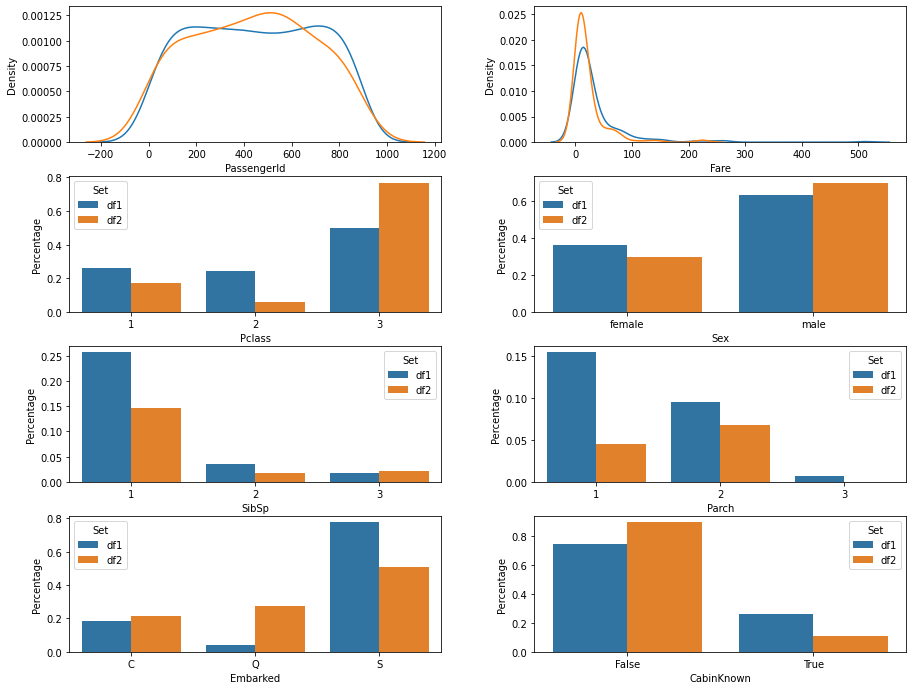 0.00125
0.00100
0.00075
0.00050
0.00025
0.00000
Density
−200 0 200 400 600 800 1000 1200
PassengerId
0.025
0.020
0.015
0.010
0.005
0.000
Density
0 100 200 300 400 500
Fare
0.8
0.6
0.4
0.2
0.0
Percentage
Set
df1
df2
1 2 3
Pclass
0.6
0.4
0.2
0.0
Percentage
Set
df1
df2
female male
Sex
0.25
0.20
0.15
0.10
0.05
0.00
Percentage
Set
df1
df2
1 2 3
SibSp
0.15
0.10
0.05
0.00
Percentage
Set
df1
df2
1 2 3
Parch
0.8
0.6
0.4
0.2
0.0
Percentage
Set
df1
df2
C Q S
Embarked
0.8
0.6
0.4
0.2
0.0
Percentage
Set
df1
df2
False True
CabinKnown